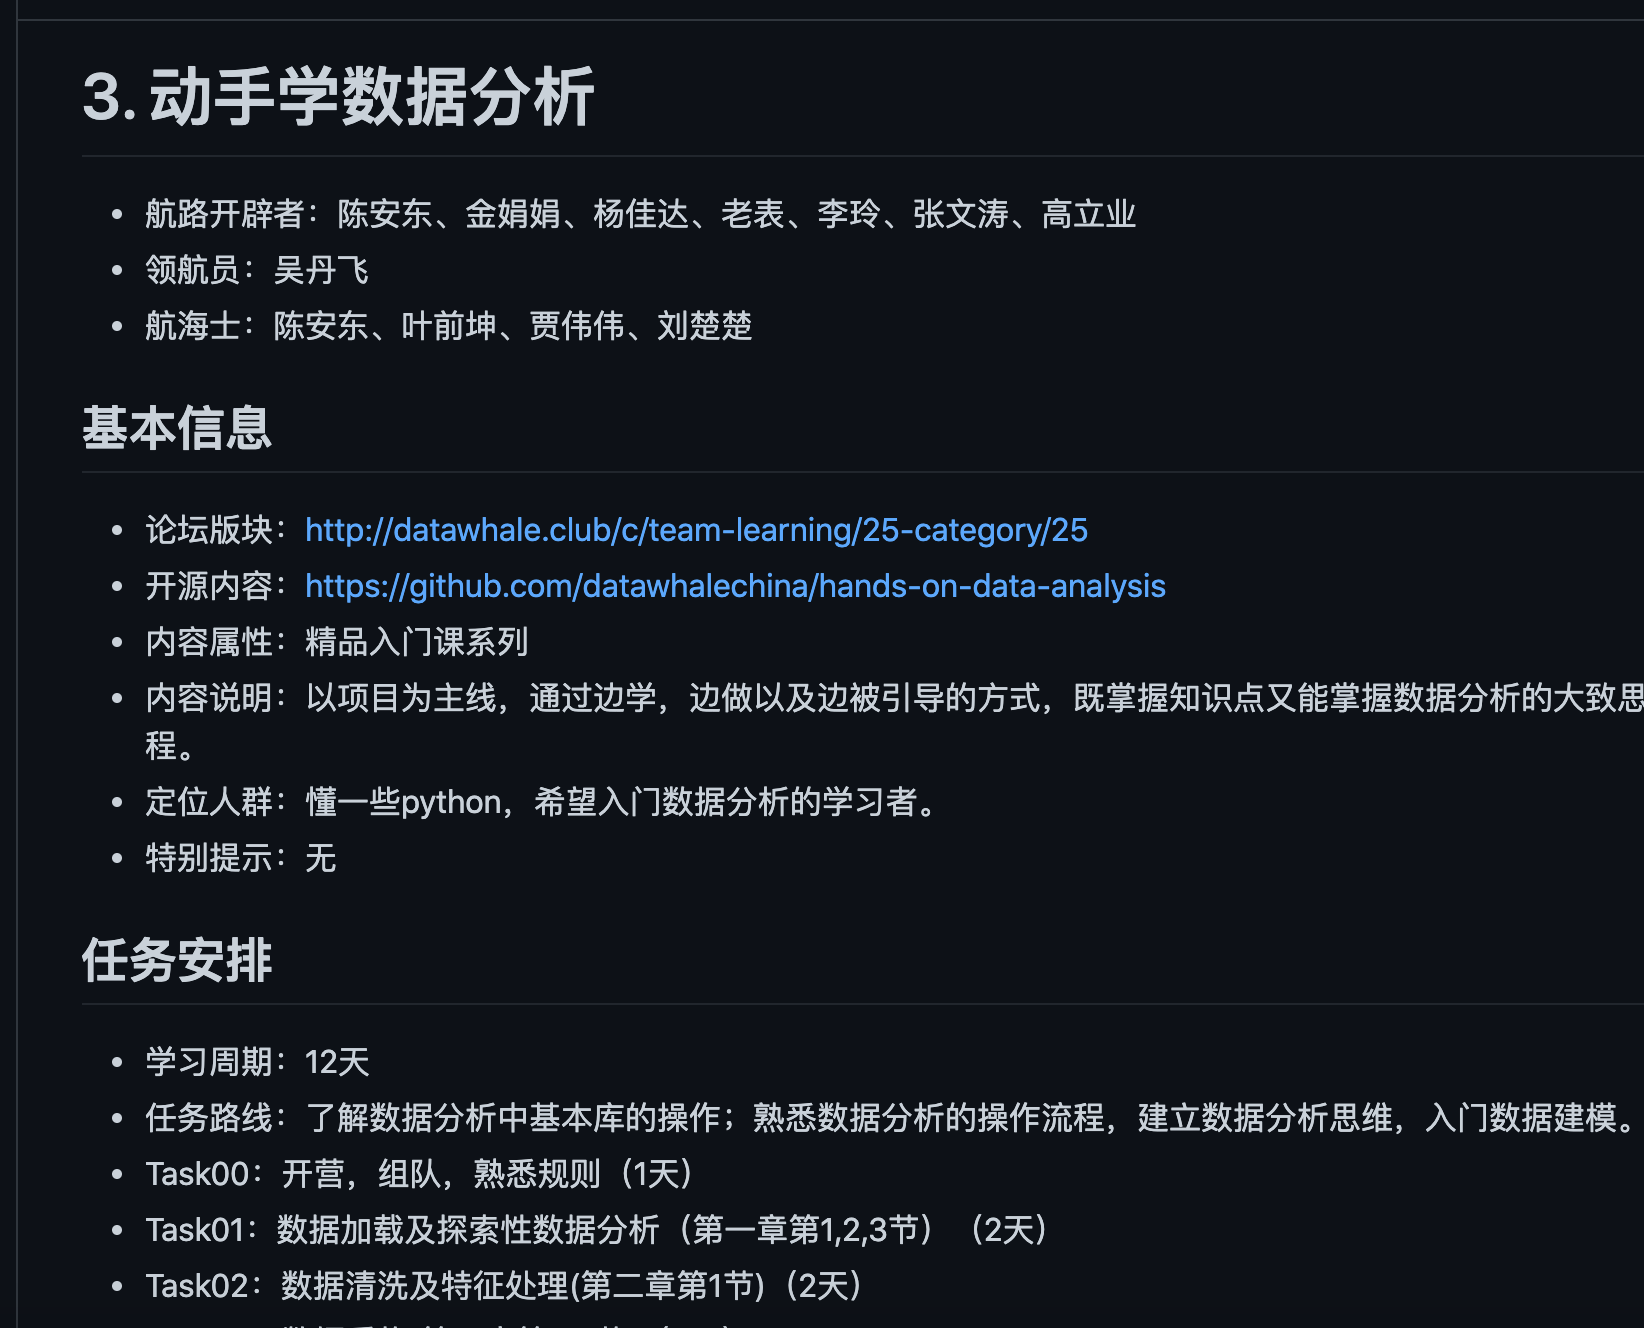 3. 动手学数据分析
航路开辟者：陈安东、金娟娟、杨佳达、老表、李玲、张文涛、高立业
领航员：吴丹飞
航海士：陈安东、叶前坤、贾伟伟、刘楚楚
基本信息
论坛版块：http://datawhale.club/c/team-learning/25-category/25
开源内容：https://github.com/datawhalechina/hands-on-data-analysis
内容属性：精品入门课系列
内容说明：以项目为主线，通过边学，边做以及边被引导的方式，既掌握知识点又能掌握数据分析的大致思
程。
定位人群：懂一些python，希望入门数据分析的学习者。
特别提示：无
任务安排
学习周期：12天
任务路线：了解数据分析中基本库的操作；熟悉数据分析的操作流程，建立数据分析思维，入门数据建模。
Task00：开营，组队，熟悉规则（1天）
Task01：数据加载及探索性数据分析（第一章第1,2,3节）（2天）
Task02：数据清洗及特征处理(第二章第1节)（2天）